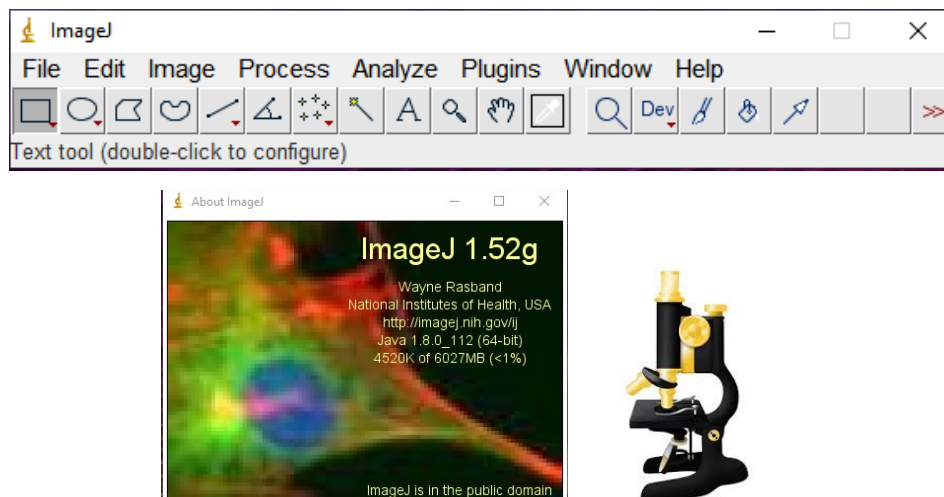 ImageJ
File Edit Image Process Analyze Plugins Window Help
A Dev >>
Text tool (double-click to configure)
About ImageJ
ImageJ 1.52g
Wayne Rasband
National Institutes of Health, USA
http://imagej.nih.gov/ij
Java 1.8.0_112 (64-bit)
4520K of 6027MB (<1%)
ImageJ is in the public domain